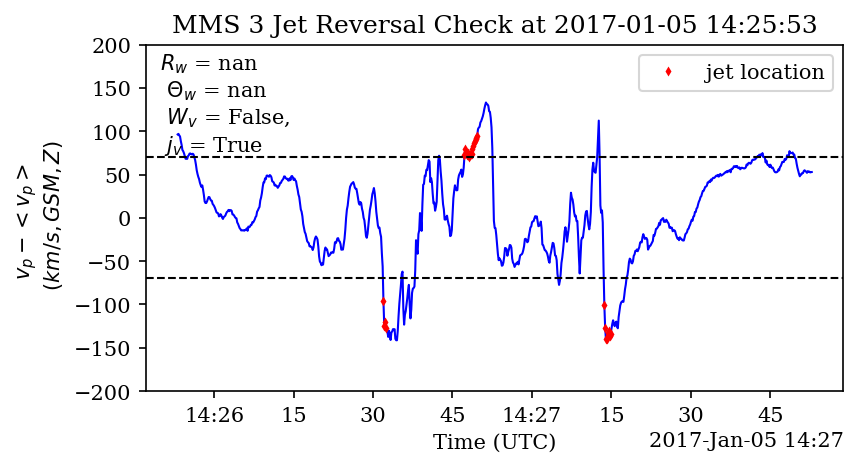 MMS 3 Jet Reversal Check at 2017-01-05 14:25:53
R_w = nan
Θ_w = nan
W_v = False,
j_v = True
jet location
v_p − <v_p>
(km/s, GSM, Z)
200
150
100
50
0
−50
−100
−150
−200
14:26 15 30 45 14:27 15 30 45
Time (UTC)
2017-Jan-05 14:27